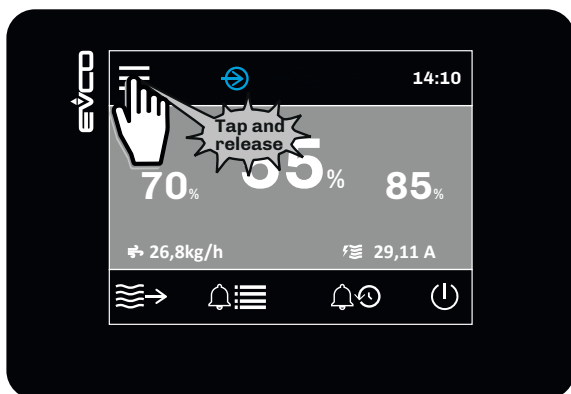 EVCO
14:10
Tap and
release
%
70%
85%
26,8kg/h
29,11 A